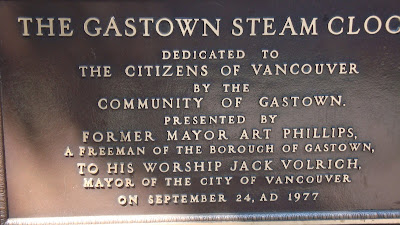 THE GASTOWN STEAM CLOC
DEDICATED TO
THE CITIZENS OF VANCOUVER
BY THE
COMMUNITY OF GASTOWN.
PRESENTED BY
FORMER MAYOR ART PHILLIPS,
A FREEMAN OF THE BOROUGH OF GASTOWN,
TO HIS WORSHIP JACK VOLRICH,
MAYOR OF THE CITY OF VANCOUVER
ON SEPTEMBER 24, AD 1977